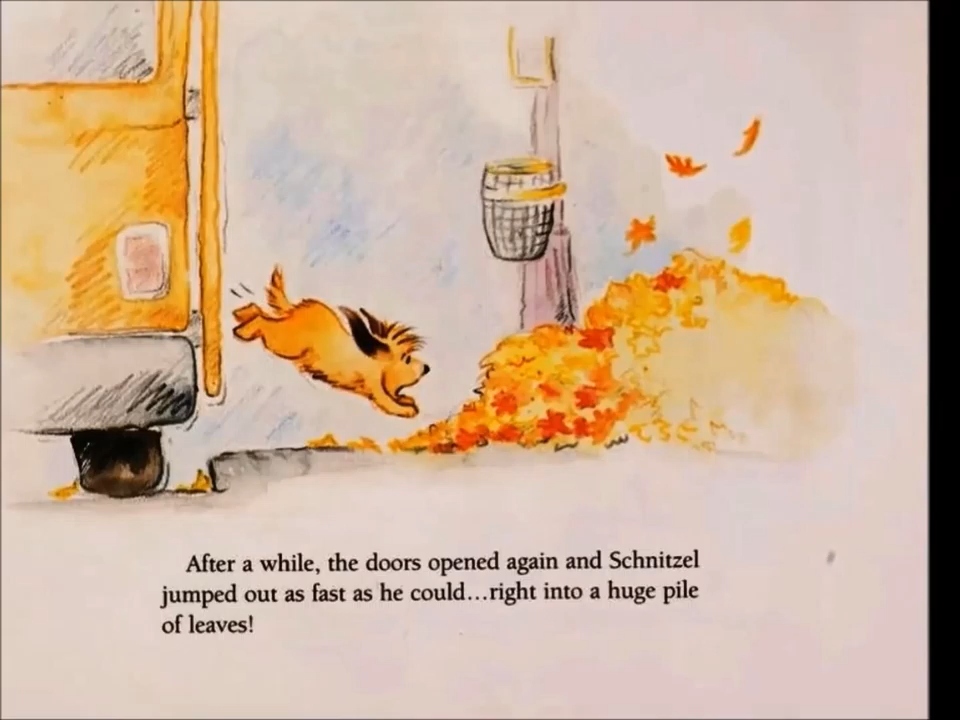 After a while, the doors opened again and Schnitzel
jumped out as fast as he could...right into a huge pile
of leaves!